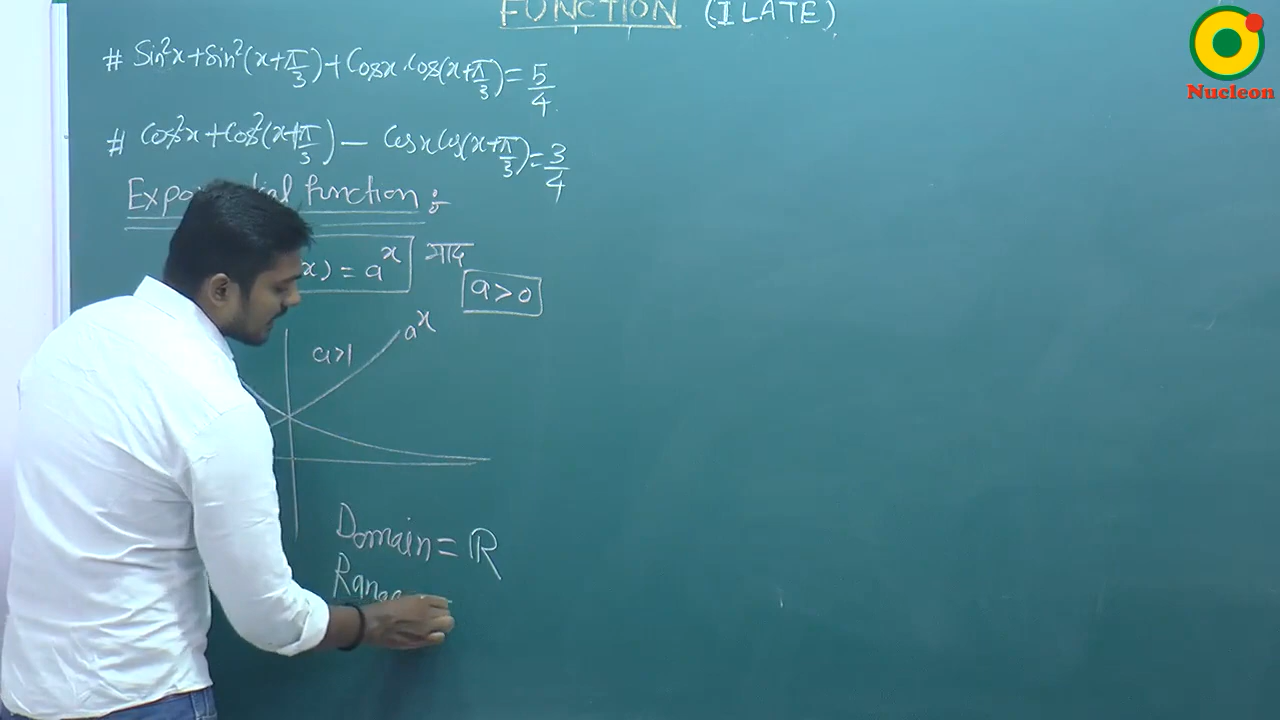 FUNCTION (ILATE)
Nucleon
# Sin²x + Sin²(x+π/3) + Cosx.Cos(x+π/3) = 5/4
# Cos²x + Cos²(x+π/3) – Cosx Cos(x+π/3) = 3/4
function :-
x) = a^x
a>0
a^x
a>1
Domain = ℝ